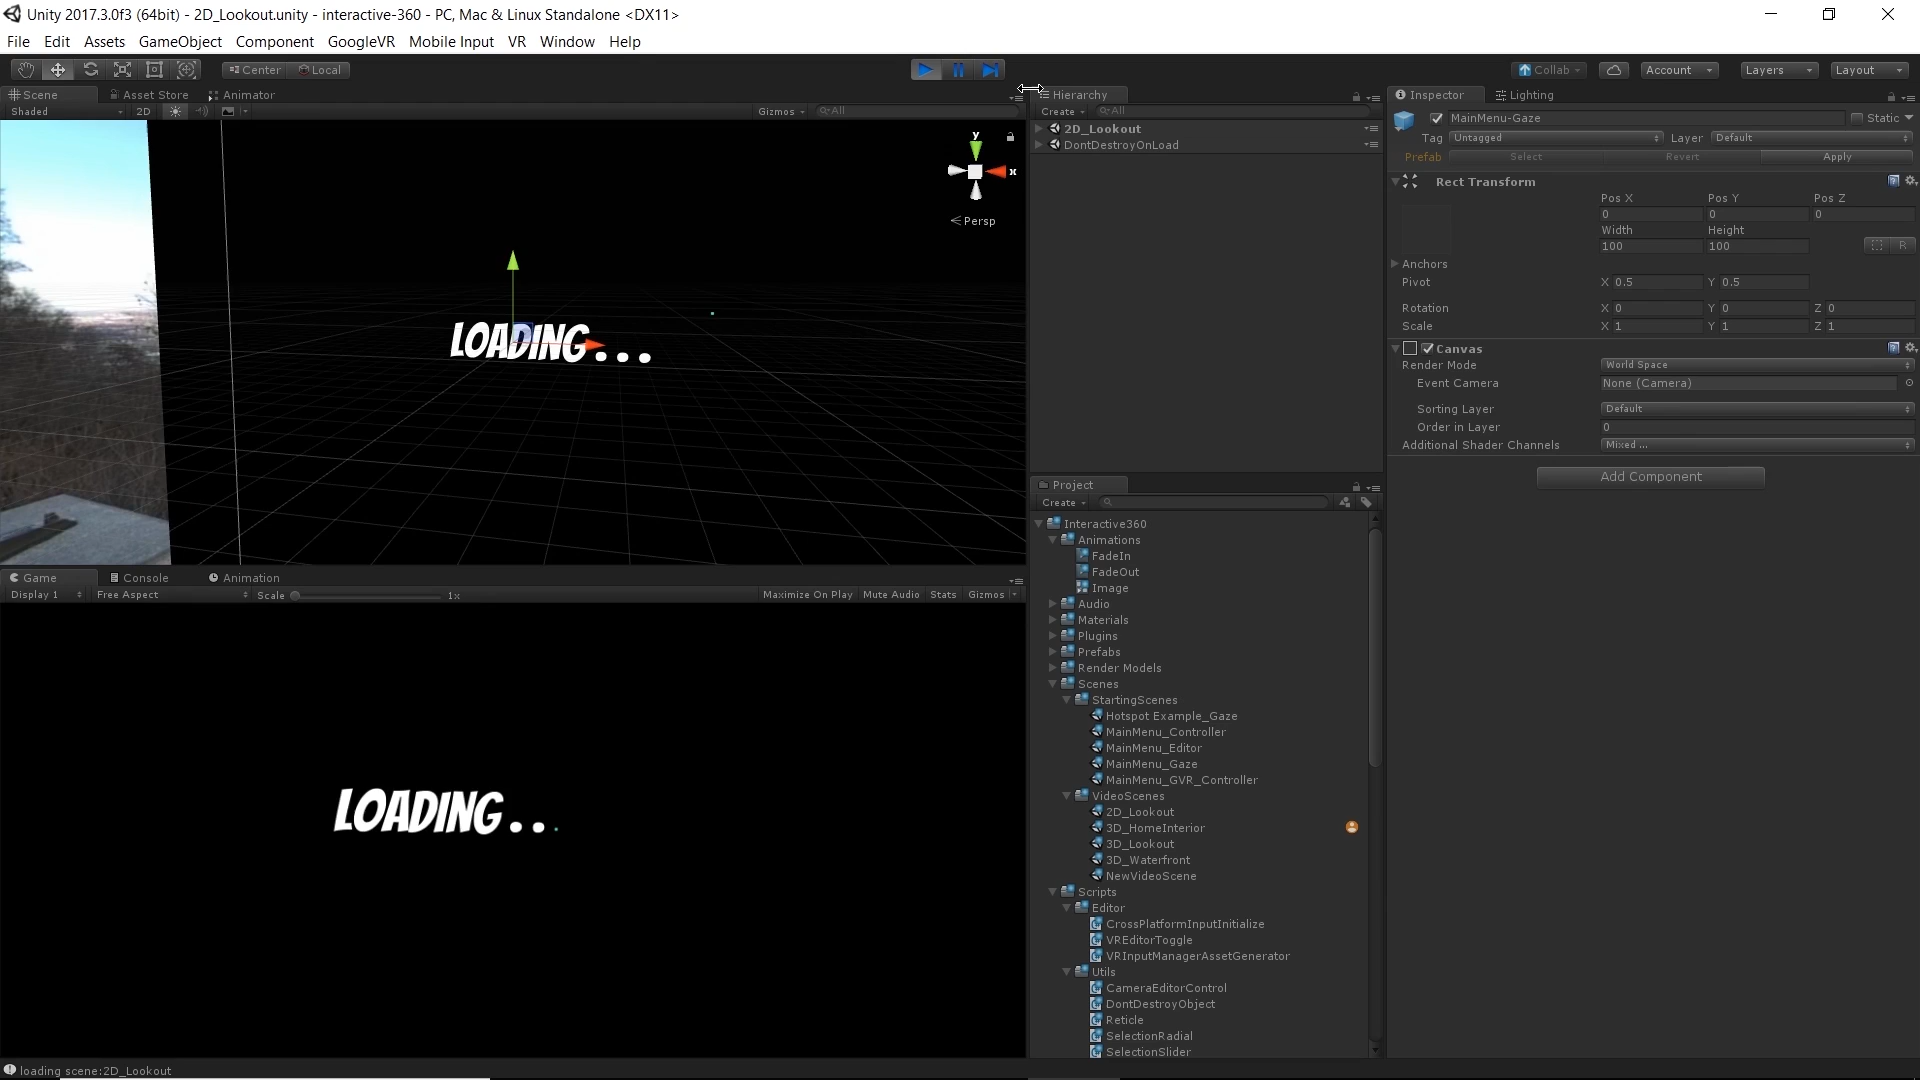 Unity 2017.3.0f3 (64bit) - 2D_Lookout.unity - interactive-360 - PC, Mac & Linux Standalone <DX11>
File Edit Assets GameObject Component GoogleVR Mobile Input VR Window Help
Center Local Collab Account Layers Layout
Scene Asset Store Animator
Shaded 2D Gizmos All
y
x
Persp
LOADING...
Game Console Animation
Display 1 Free Aspect Scale 1x Maximize On Play Mute Audio Stats Gizmos
LOADING...
loading scene:2D_Lookout
Hierarchy
Create All
2D_Lookout
DontDestroyOnLoad
Project
Create
Interactive360
Animations
FadeIn
FadeOut
Image
Audio
Materials
Plugins
Prefabs
Render Models
Scenes
StartingScenes
Hotspot Example_Gaze
MainMenu_Controller
MainMenu_Editor
MainMenu_Gaze
MainMenu_GVR_Controller
VideoScenes
2D_Lookout
3D_HomeInterior
3D_Lookout
3D_Waterfront
NewVideoScene
Scripts
Editor
CrossPlatformInputInitialize
VREditorToggle
VRInputManagerAssetGenerator
Utils
CameraEditorControl
DontDestroyObject
Reticle
SelectionRadial
SelectionSlider
Inspector Lighting
MainMenu-Gaze Static
Tag Untagged Layer Default
Prefab Select Revert Apply
Rect Transform
Pos X Pos Y Pos Z
0 0 0
Width Height
100 100 R
Anchors
Pivot X 0.5 Y 0.5
Rotation X 0 Y 0 Z 0
Scale X 1 Y 1 Z 1
Canvas
Render Mode World Space
Event Camera None (Camera)
Sorting Layer Default
Order in Layer 0
Additional Shader Channels Mixed ...
Add Component